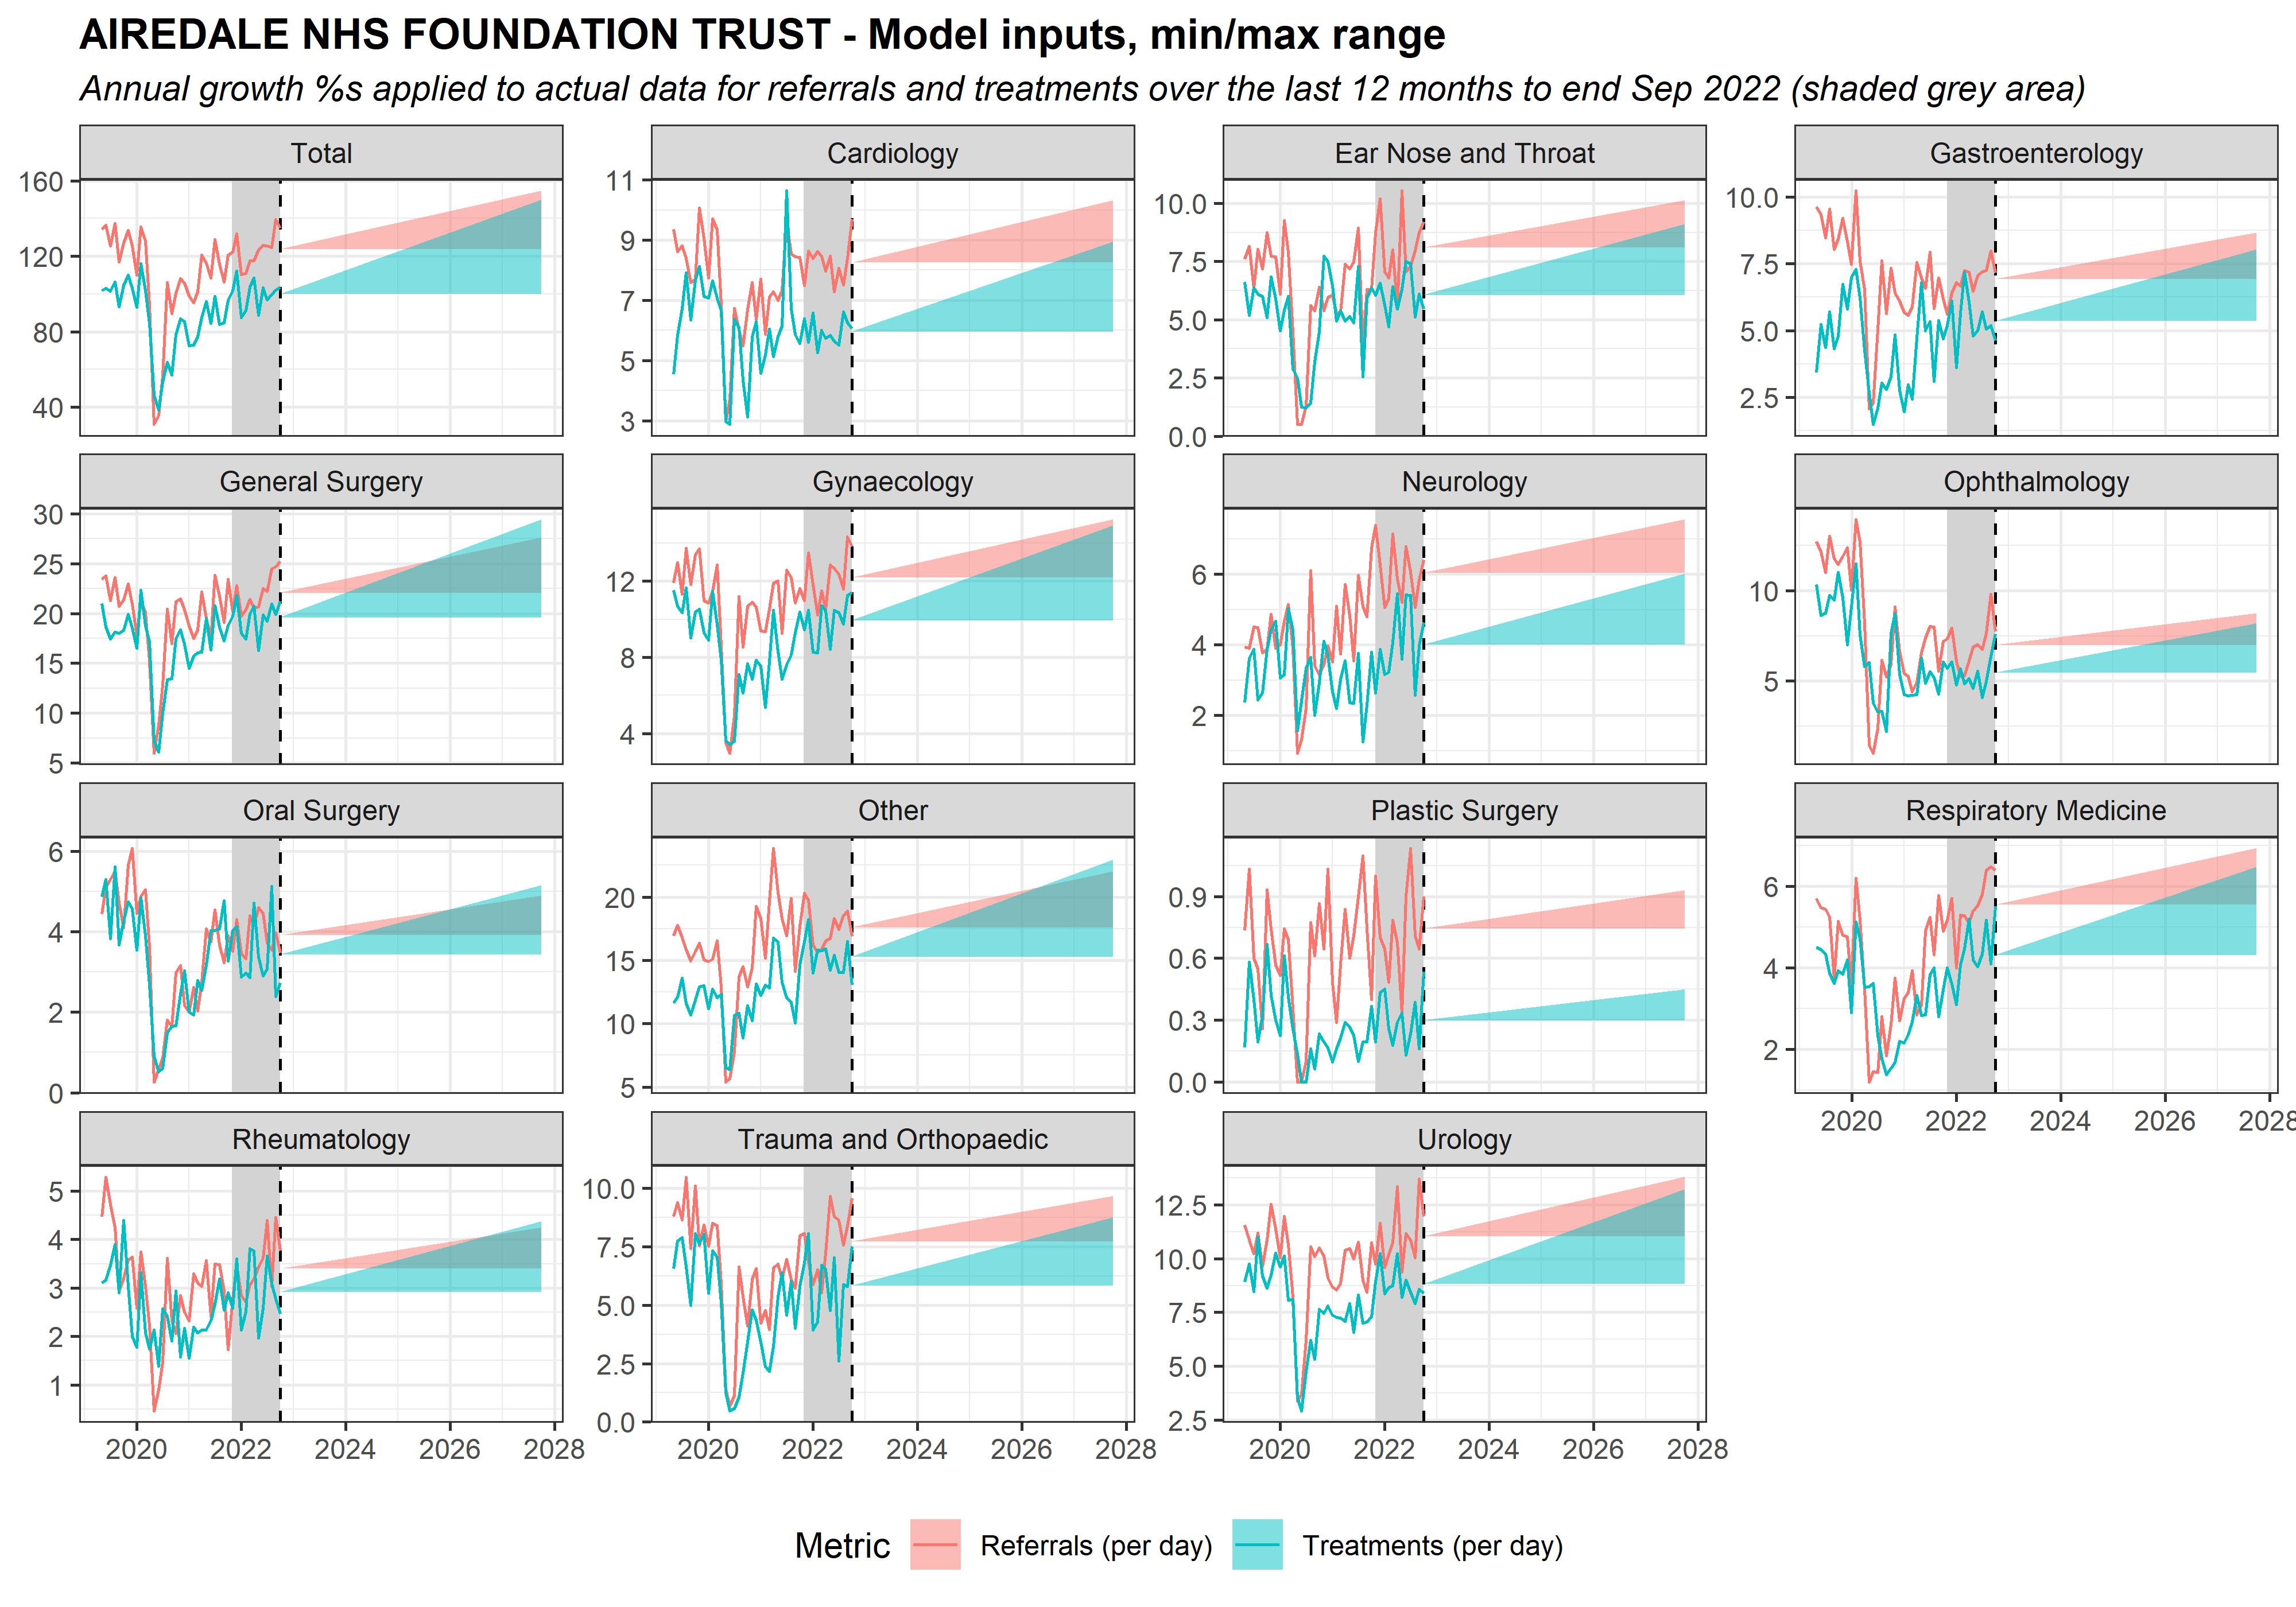 AIREDALE NHS FOUNDATION TRUST - Model inputs, min/max range
Annual growth %s applied to actual data for referrals and treatments over the last 12 months to end Sep 2022 (shaded grey area)
Total
Cardiology
Ear Nose and Throat
Gastroenterology
160
120
80
40
11
9
7
5
3
10.0
7.5
5.0
2.5
0.0
10.0
7.5
5.0
2.5
General Surgery
Gynaecology
Neurology
Ophthalmology
30
25
20
15
10
5
12
8
4
6
4
2
10
5
Oral Surgery
Other
Plastic Surgery
Respiratory Medicine
6
4
2
0
20
15
10
5
0.9
0.6
0.3
0.0
6
4
2
2020 2022 2024 2026 2028
Rheumatology
Trauma and Orthopaedic
Urology
5
4
3
2
1
10.0
7.5
5.0
2.5
0.0
12.5
10.0
7.5
5.0
2.5
2020 2022 2024 2026 2028
2020 2022 2024 2026 2028
2020 2022 2024 2026 2028
Metric Referrals (per day) Treatments (per day)